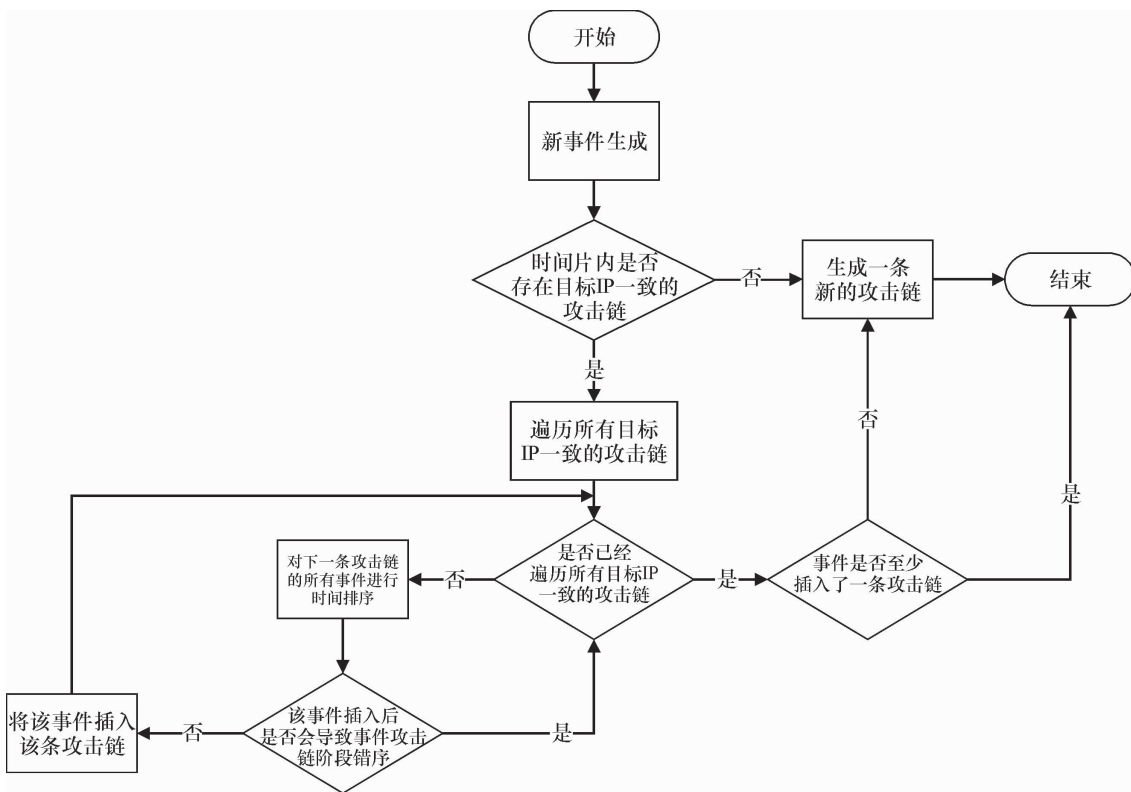 开始
新事件生成
时间片内是否
存在目标IP一致的
攻击链
否
生成一条
新的攻击链
结束
是
遍历所有目标
IP一致的攻击链
否
是
是否已经
遍历所有目标IP
一致的攻击链
否
是
事件是否至少
插入了一条攻击链
对下一条攻击链
的所有事件进行
时间排序
该事件插入后
是否会导致事件攻击
链阶段错序
否
是
将该事件插入
该条攻击链